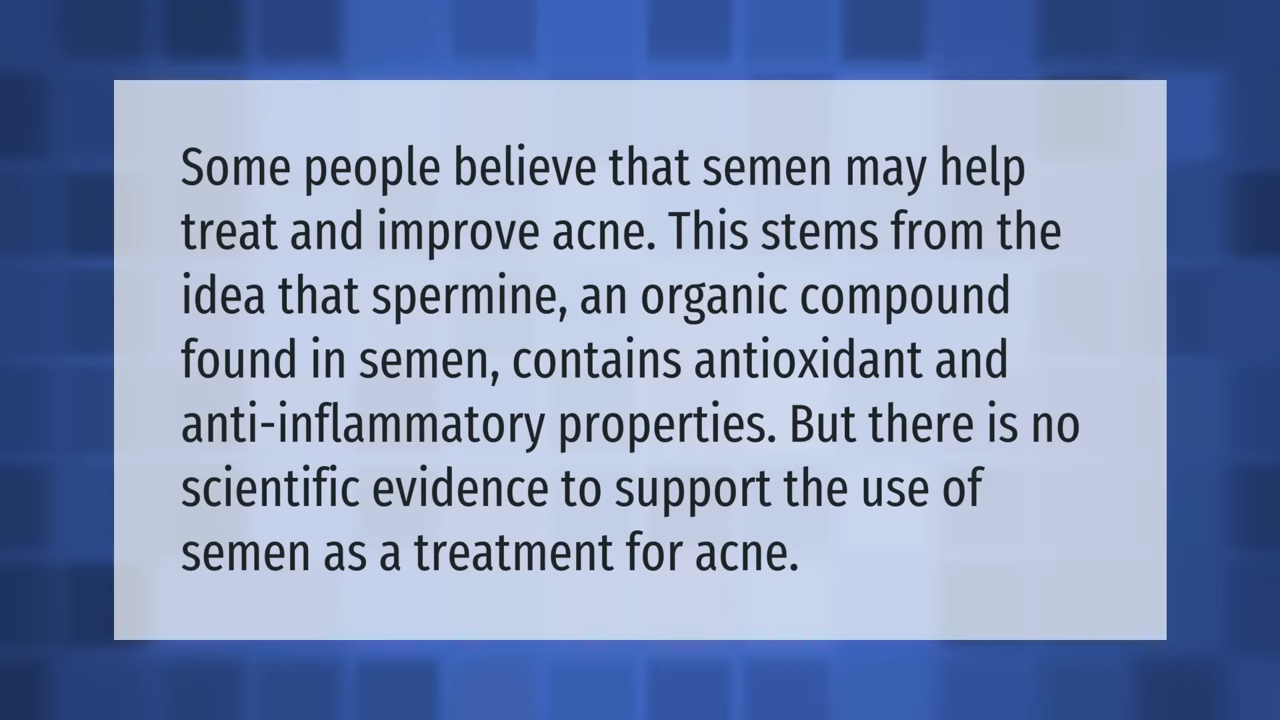 Some people believe that semen may help
treat and improve acne. This stems from the
idea that spermine, an organic compound
found in semen, contains antioxidant and
anti-inflammatory properties. But there is no
scientific evidence to support the use of
semen as a treatment for acne.